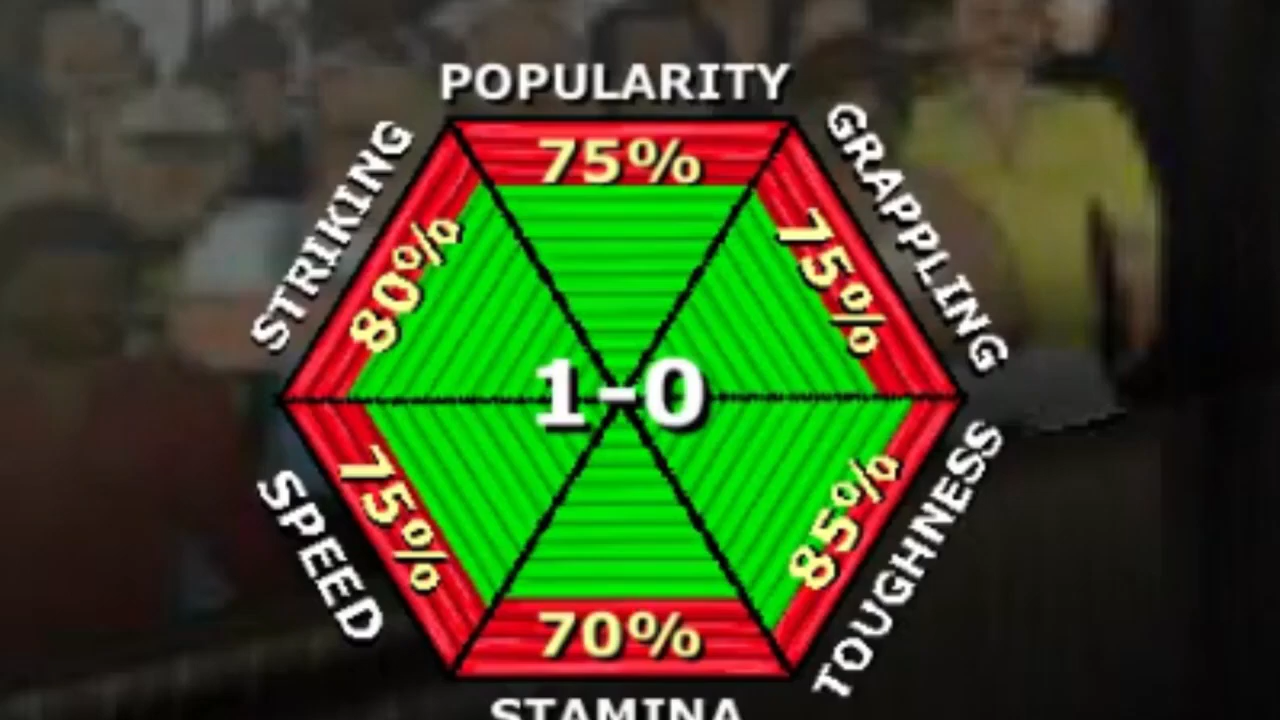 POPULARITY
75%
STRIKING
80%
GRAPPLING
75%
1-0
SPEED
75%
TOUGHNESS
85%
70%
STAMINA